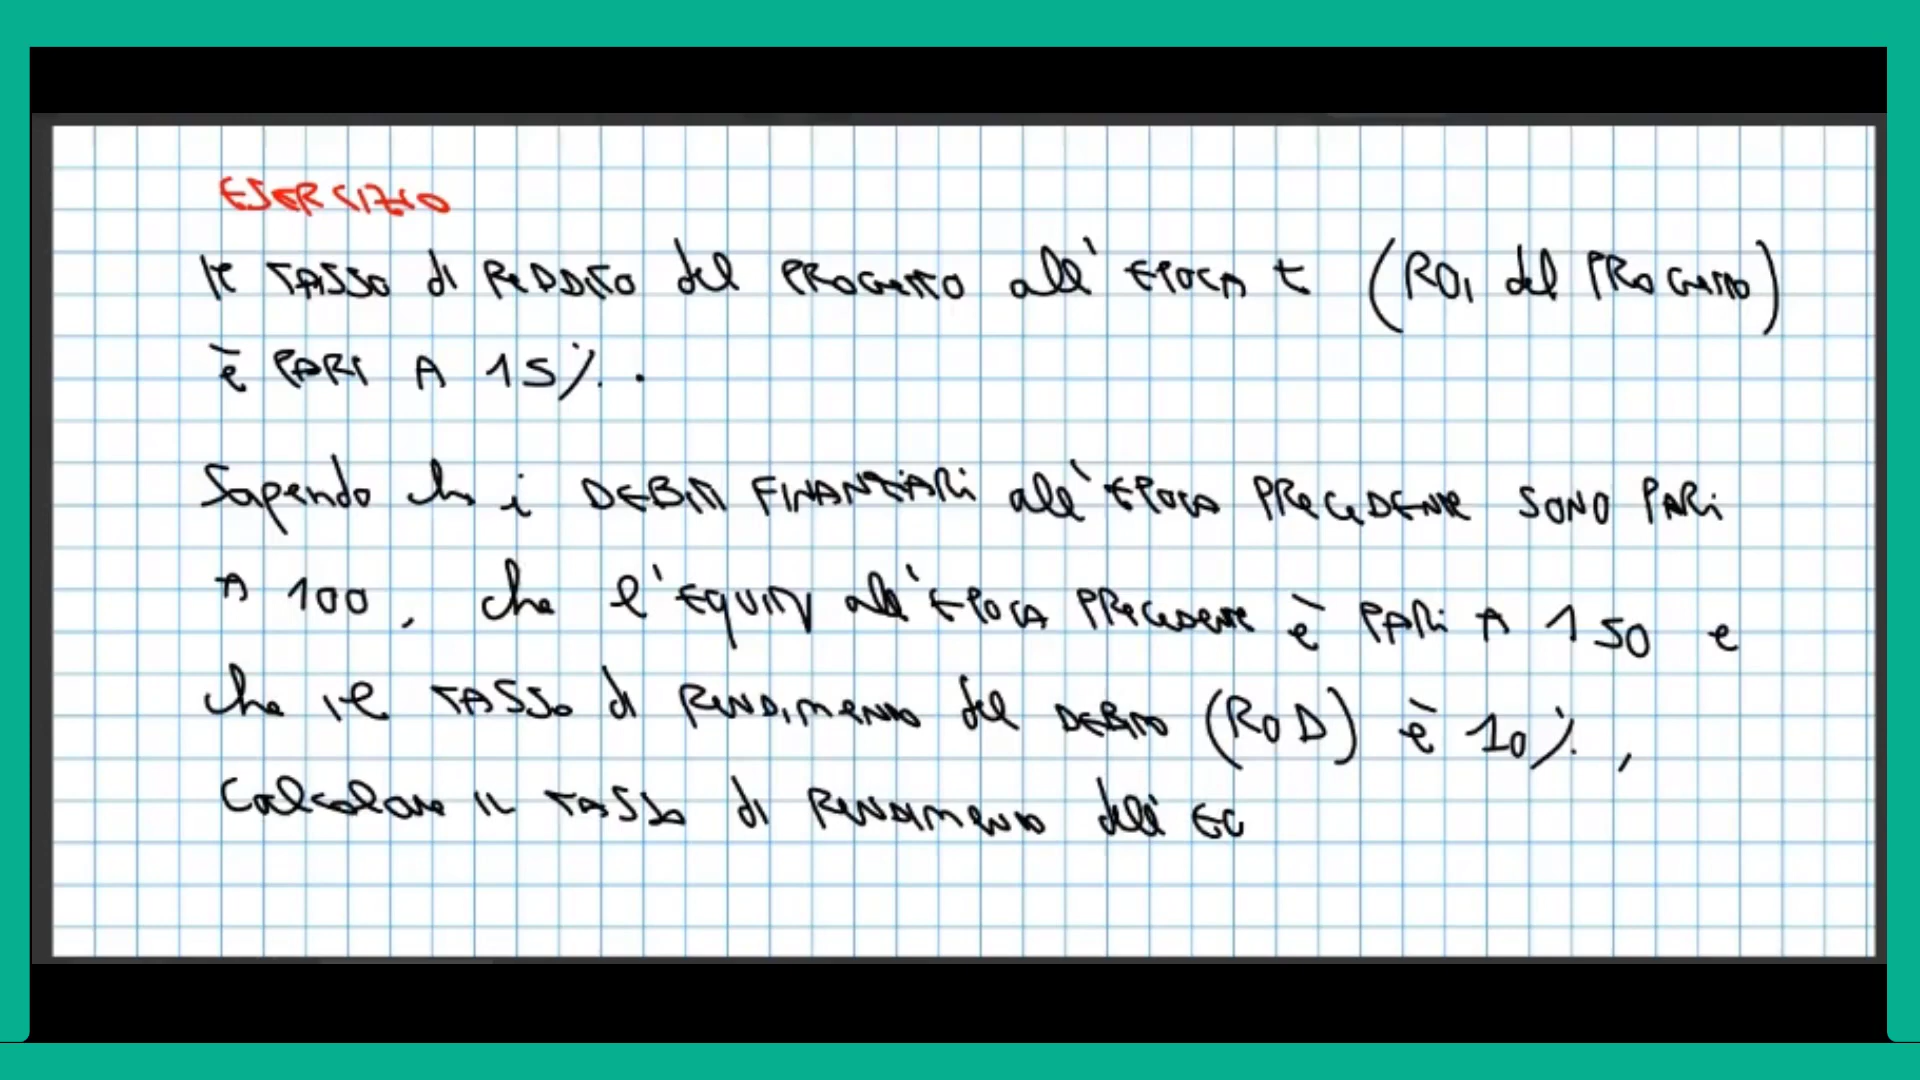 ESERCIZIO
Il TASSO di REDDITO del PROGETTO all'EPOCA t (ROI del PROGETTO)
è PARI A 15%.
Sapendo che i DEBITI FINANZIARI all'EPOCA PRECEDENTE SONO PARI
A 100, che l'EQUITY all'EPOCA PRECEDENTE è PARI A 150 e
che il TASSO di RENDIMENTO del DEBITO (ROD) è 10%,
Calcolare IL TASSO di RENDIMENTO dell'EQ